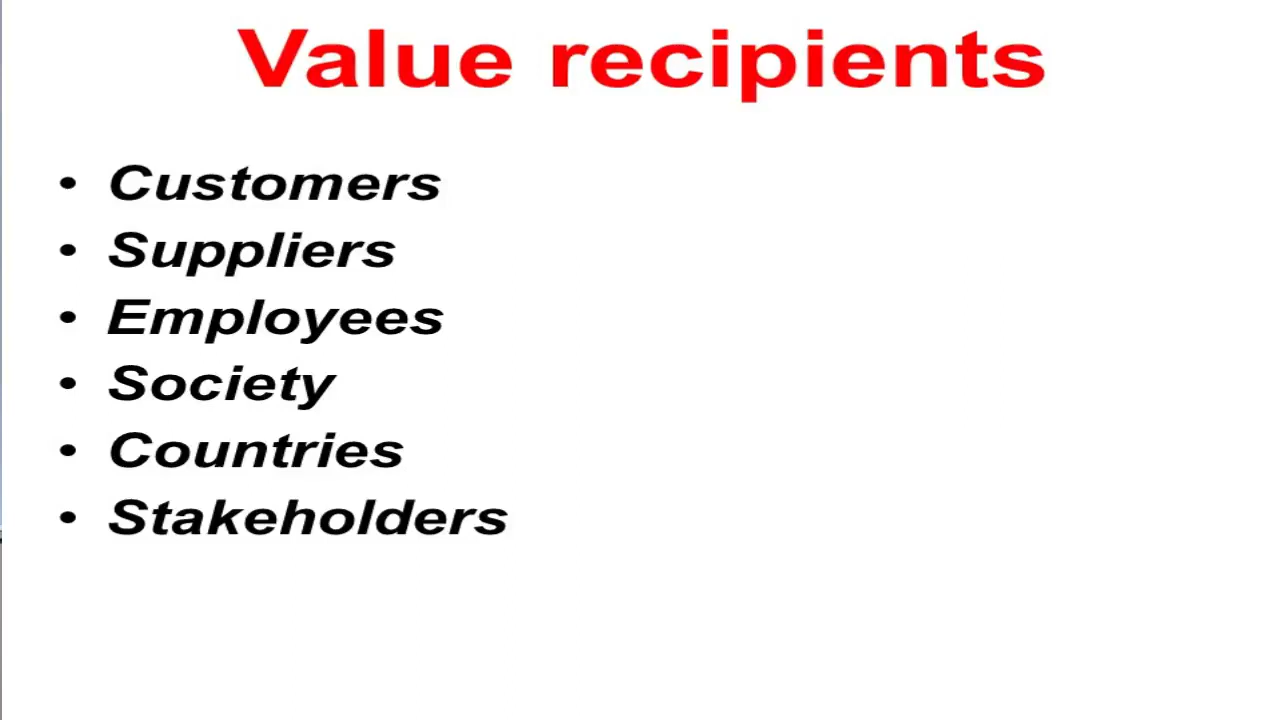 Value recipients
• Customers
• Suppliers
• Employees
• Society
• Countries
• Stakeholders